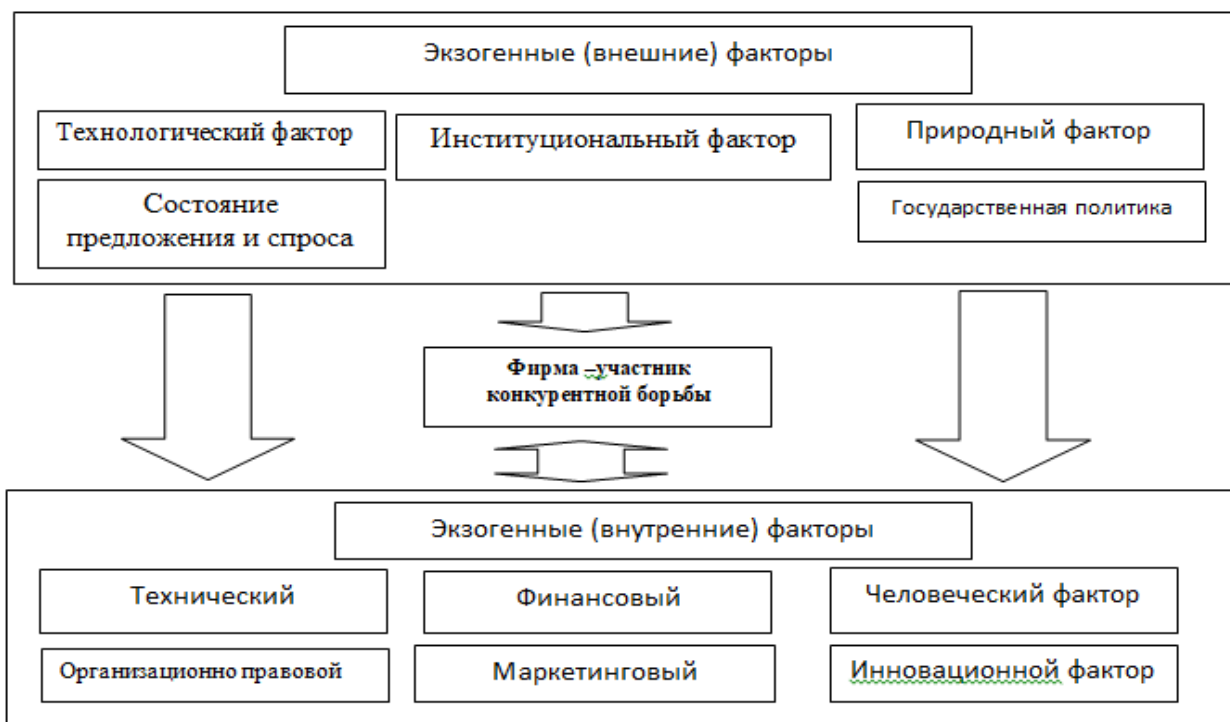 Экзогенные (внешние) факторы
Технологический фактор
Институциональный фактор
Природный фактор
Состояние
предложения и спроса
Государственная политика
Фирма –участник
конкурентной борьбы
Экзогенные (внутренние) факторы
Технический
Финансовый
Человеческий фактор
Организационно правовой
Маркетинговый
Инновационной фактор